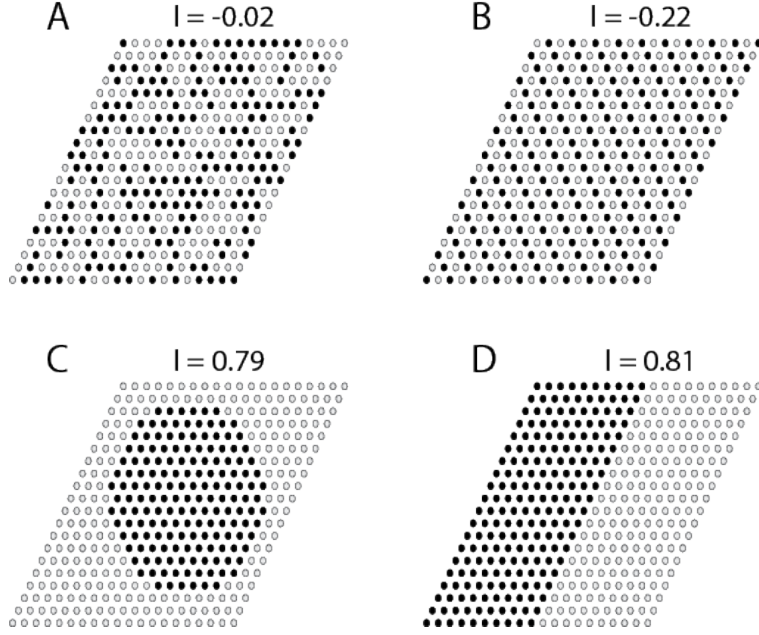 A I = -0.02
B I = -0.22
C I = 0.79
D I = 0.81